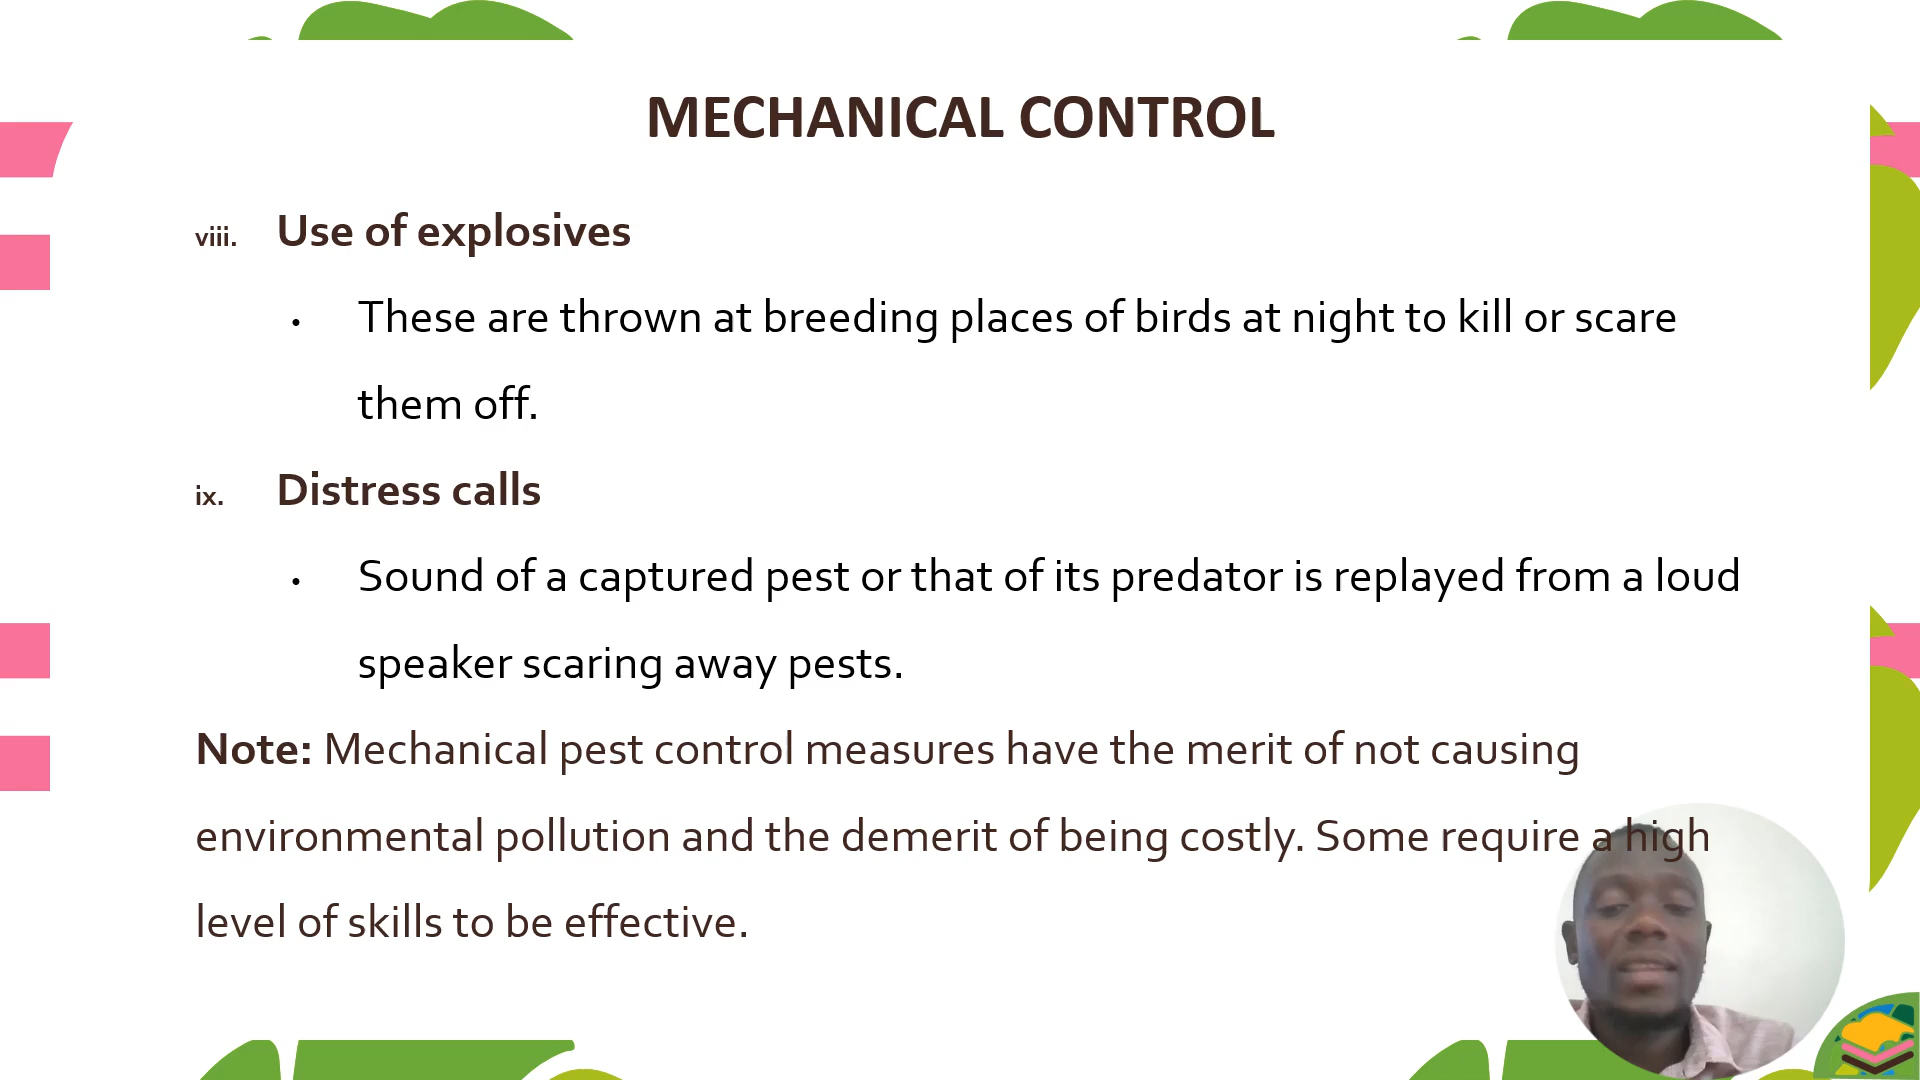 MECHANICAL CONTROL
viii. Use of explosives
• These are thrown at breeding places of birds at night to kill or scare
them off.
ix. Distress calls
• Sound of a captured pest or that of its predator is replayed from a loud
speaker scaring away pests.
Note: Mechanical pest control measures have the merit of not causing
environmental pollution and the demerit of being costly. Some require a high
level of skills to be effective.